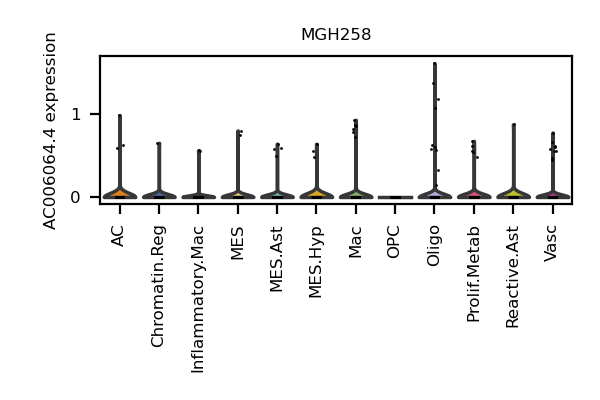 MGH258
AC006064.4 expression
1
0
AC
Chromatin.Reg
Inflammatory.Mac
MES
MES.Ast
MES.Hyp
Mac
OPC
Oligo
Prolif.Metab
Reactive.Ast
Vasc